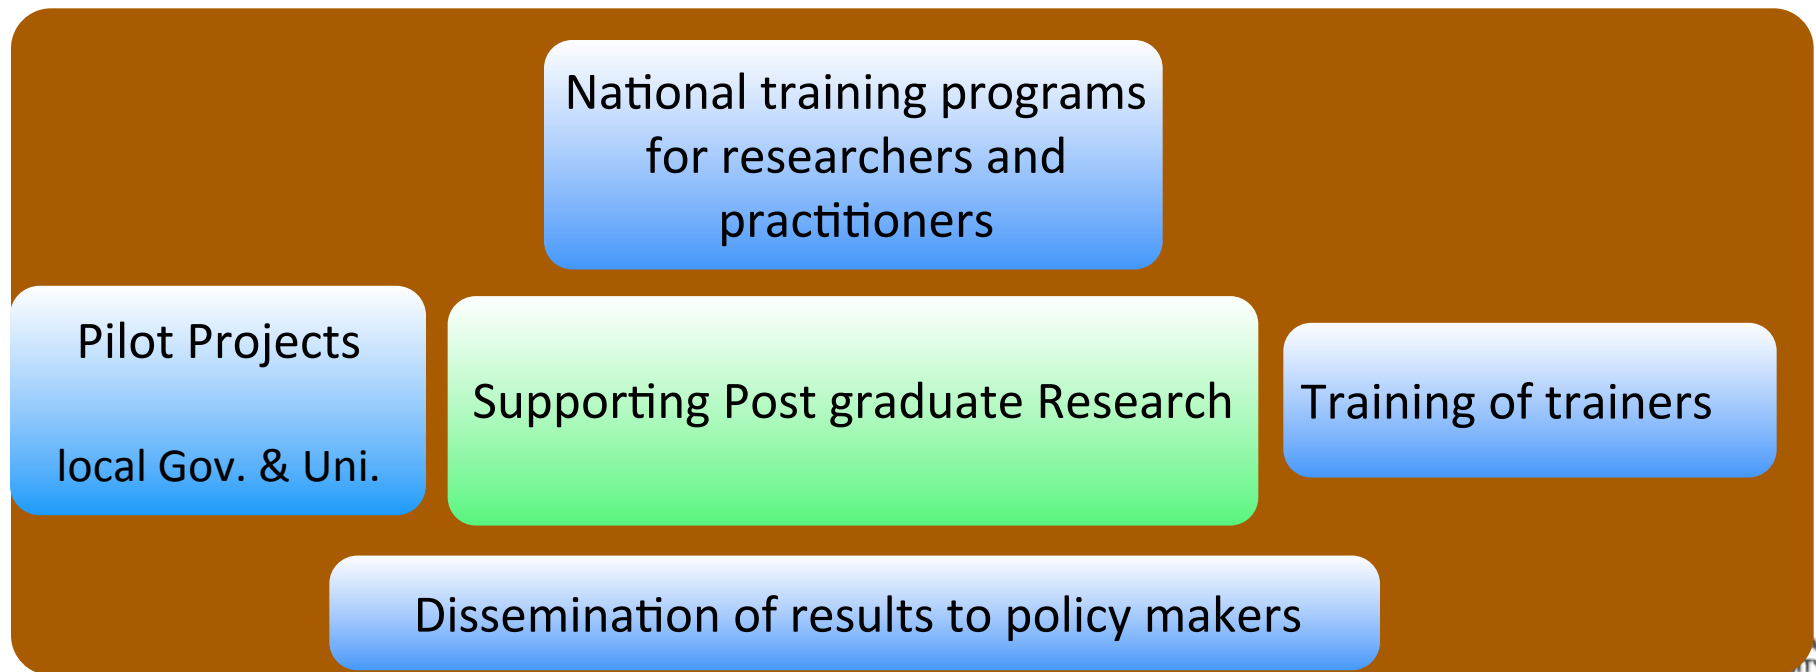 National training programs
for researchers and
practitioners
Pilot Projects
local Gov. & Uni.
Supporting Post graduate Research
Training of trainers
Dissemination of results to policy makers